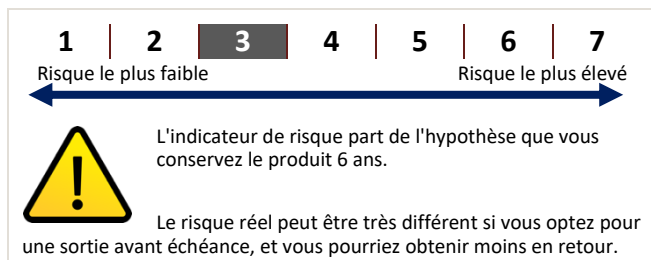 1 2 3 4 5 6 7
Risque le plus faible Risque le plus élevé
L'indicateur de risque part de l'hypothèse que vous
conservez le produit 6 ans.
Le risque réel peut être très différent si vous optez pour
une sortie avant échéance, et vous pourriez obtenir moins en retour.